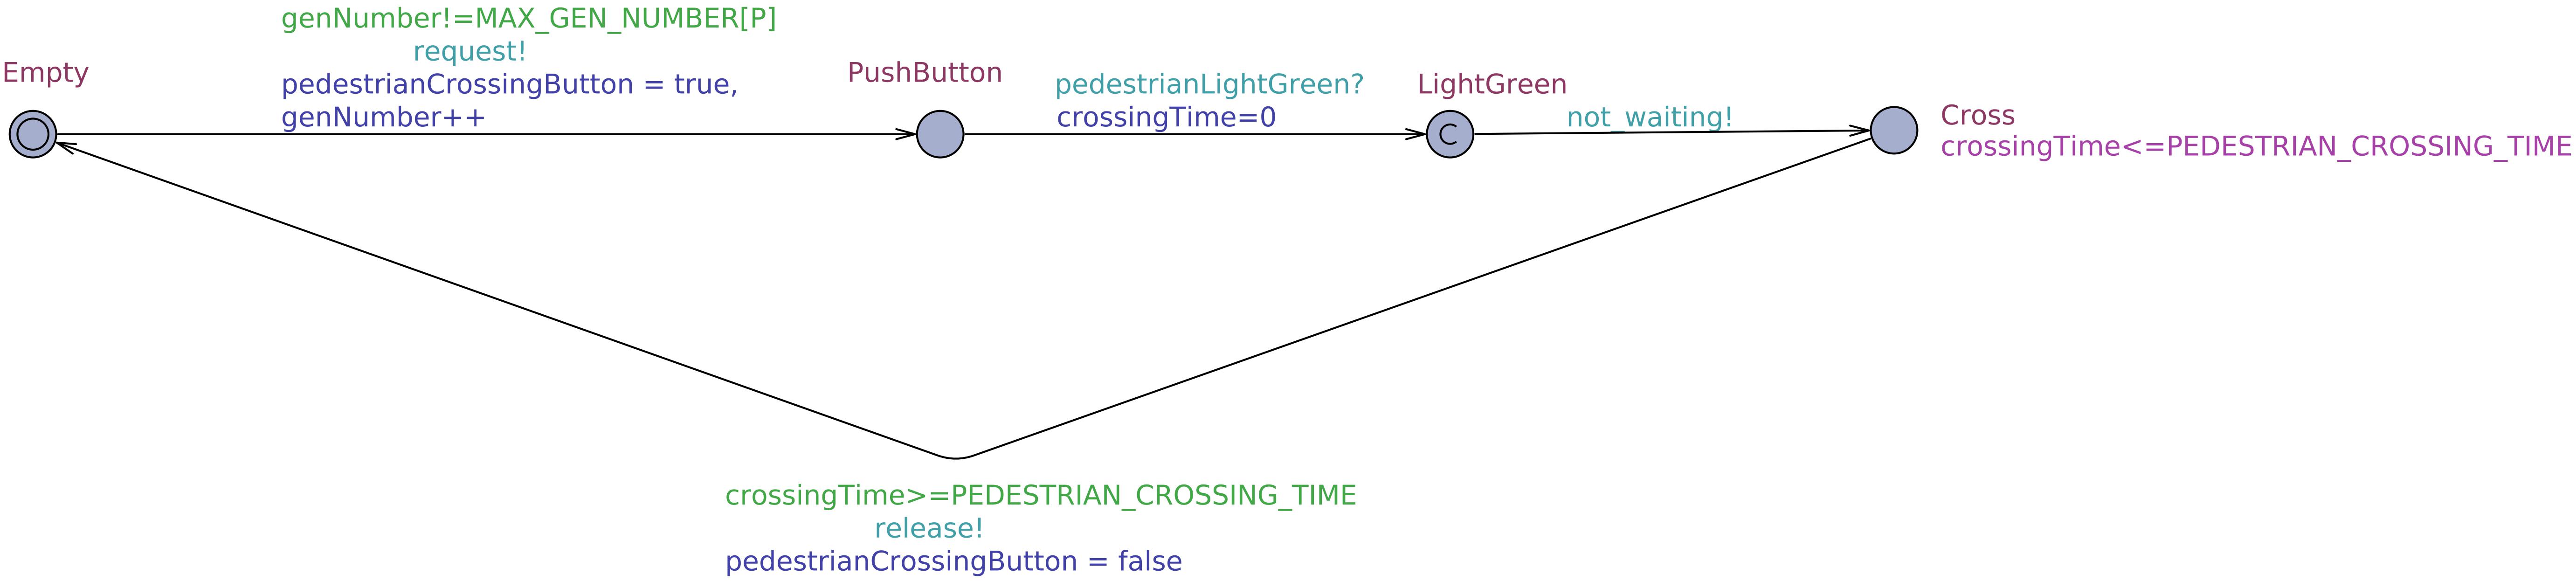 genNumber!=MAX_GEN_NUMBER[P]
request!
pedestrianCrossingButton = true,
genNumber++
Empty
PushButton
pedestrianLightGreen?
crossingTime=0
LightGreen
C
not_waiting!
Cross
crossingTime<=PEDESTRIAN_CROSSING_TIME
crossingTime>=PEDESTRIAN_CROSSING_TIME
release!
pedestrianCrossingButton = false